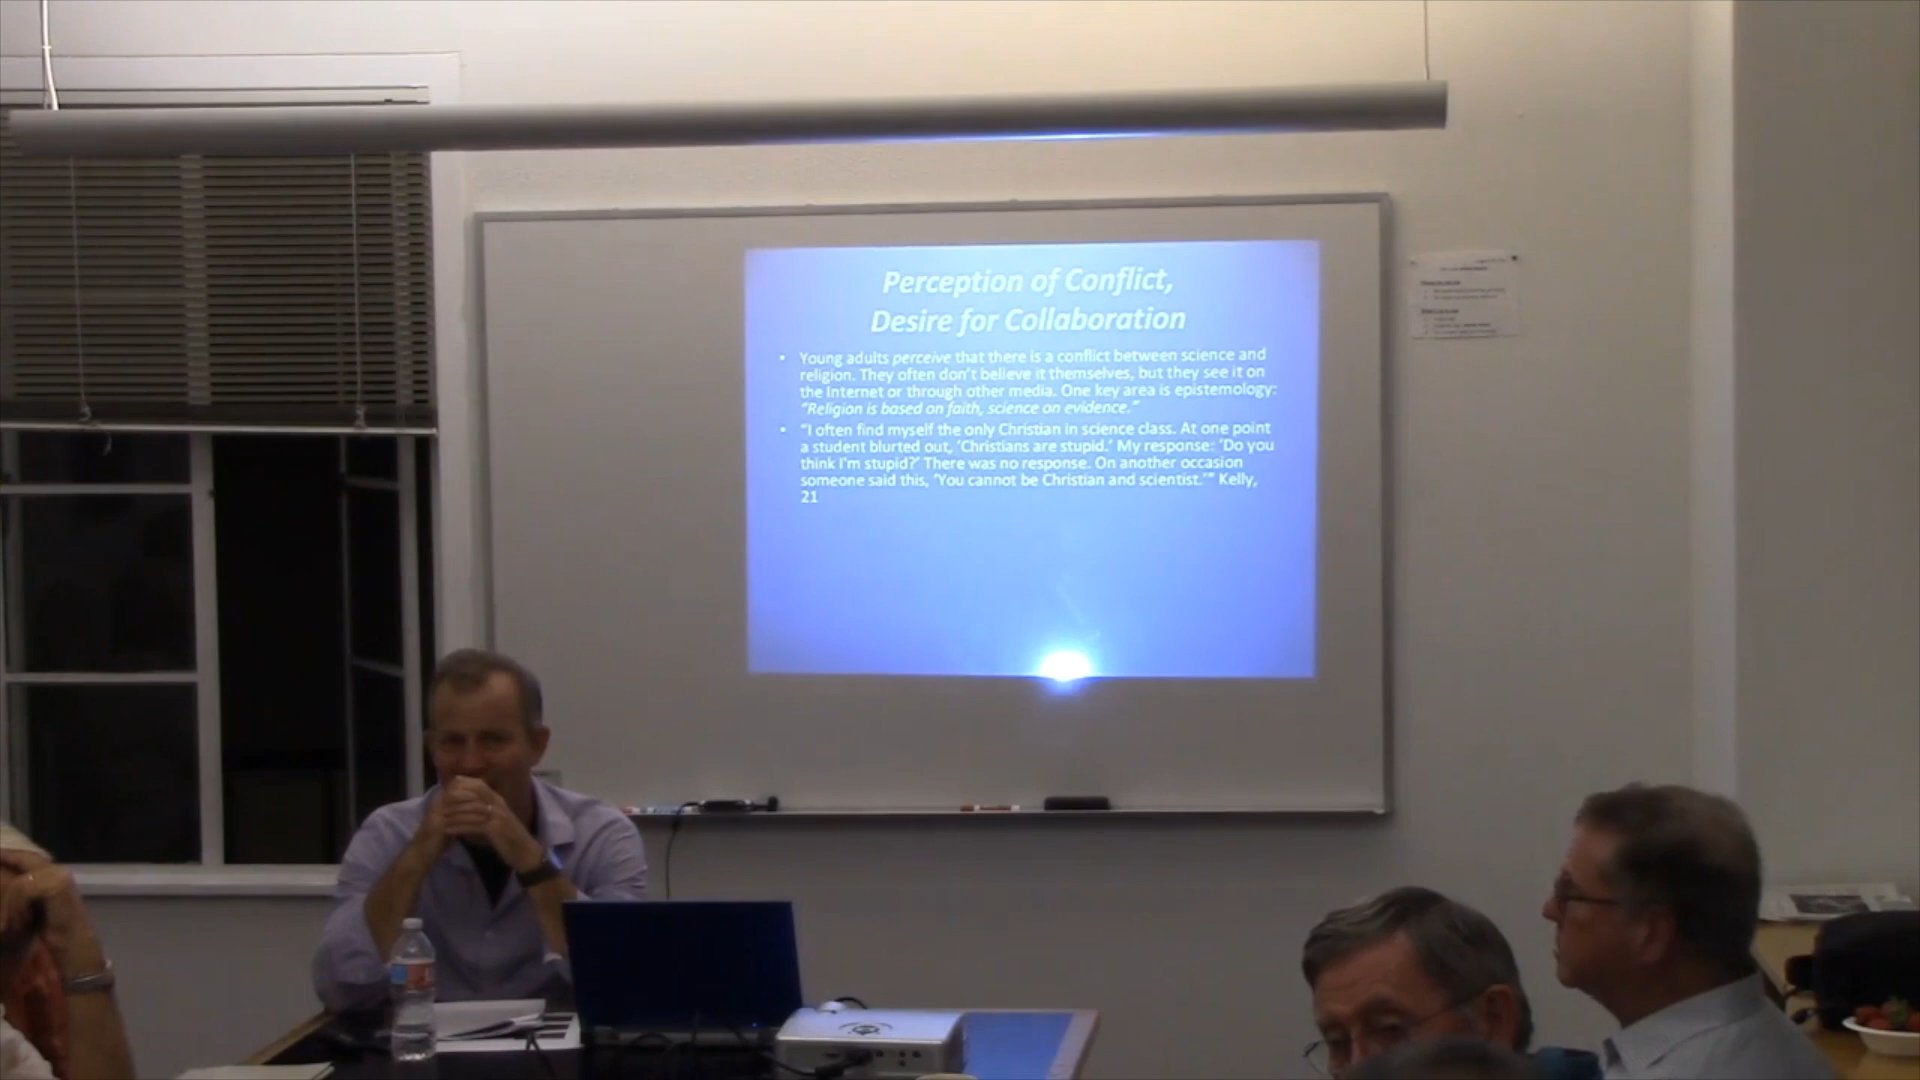 Perception of Conflict,
Desire for Collaboration
• Young adults perceive that there is a conflict between science and
religion. They often don't believe it themselves, but they see it on
the Internet or through other media. One key area is epistemology:
"Religion is based on faith, science on evidence."
• "I often find myself the only Christian in science class. At one point
a student blurted out, 'Christians are stupid.' My response: 'Do you
think I'm stupid?' There was no response. On another occasion
someone said this, 'You cannot be Christian and scientist.'" Kelly,
21